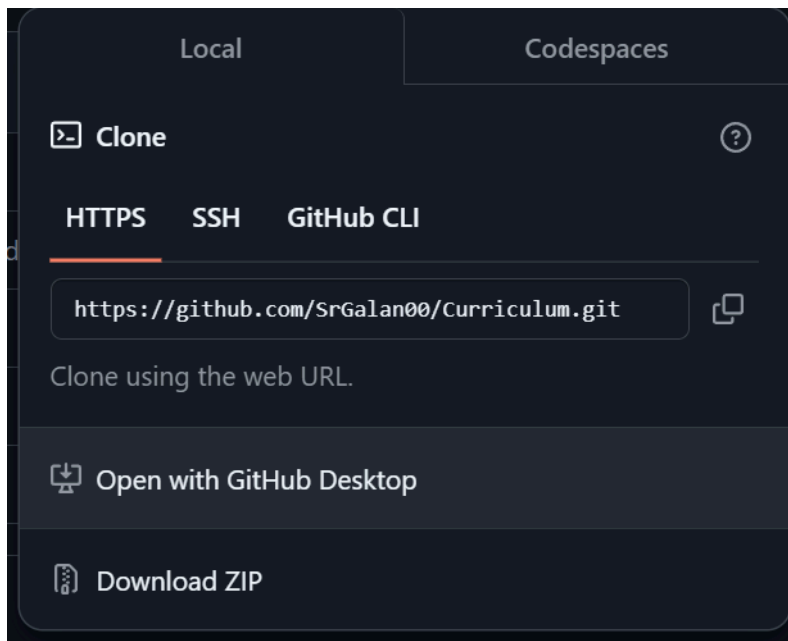 Local Codespaces
Clone
HTTPS SSH GitHub CLI
https://github.com/SrGalan00/Curriculum.git
Clone using the web URL.
Open with GitHub Desktop
Download ZIP